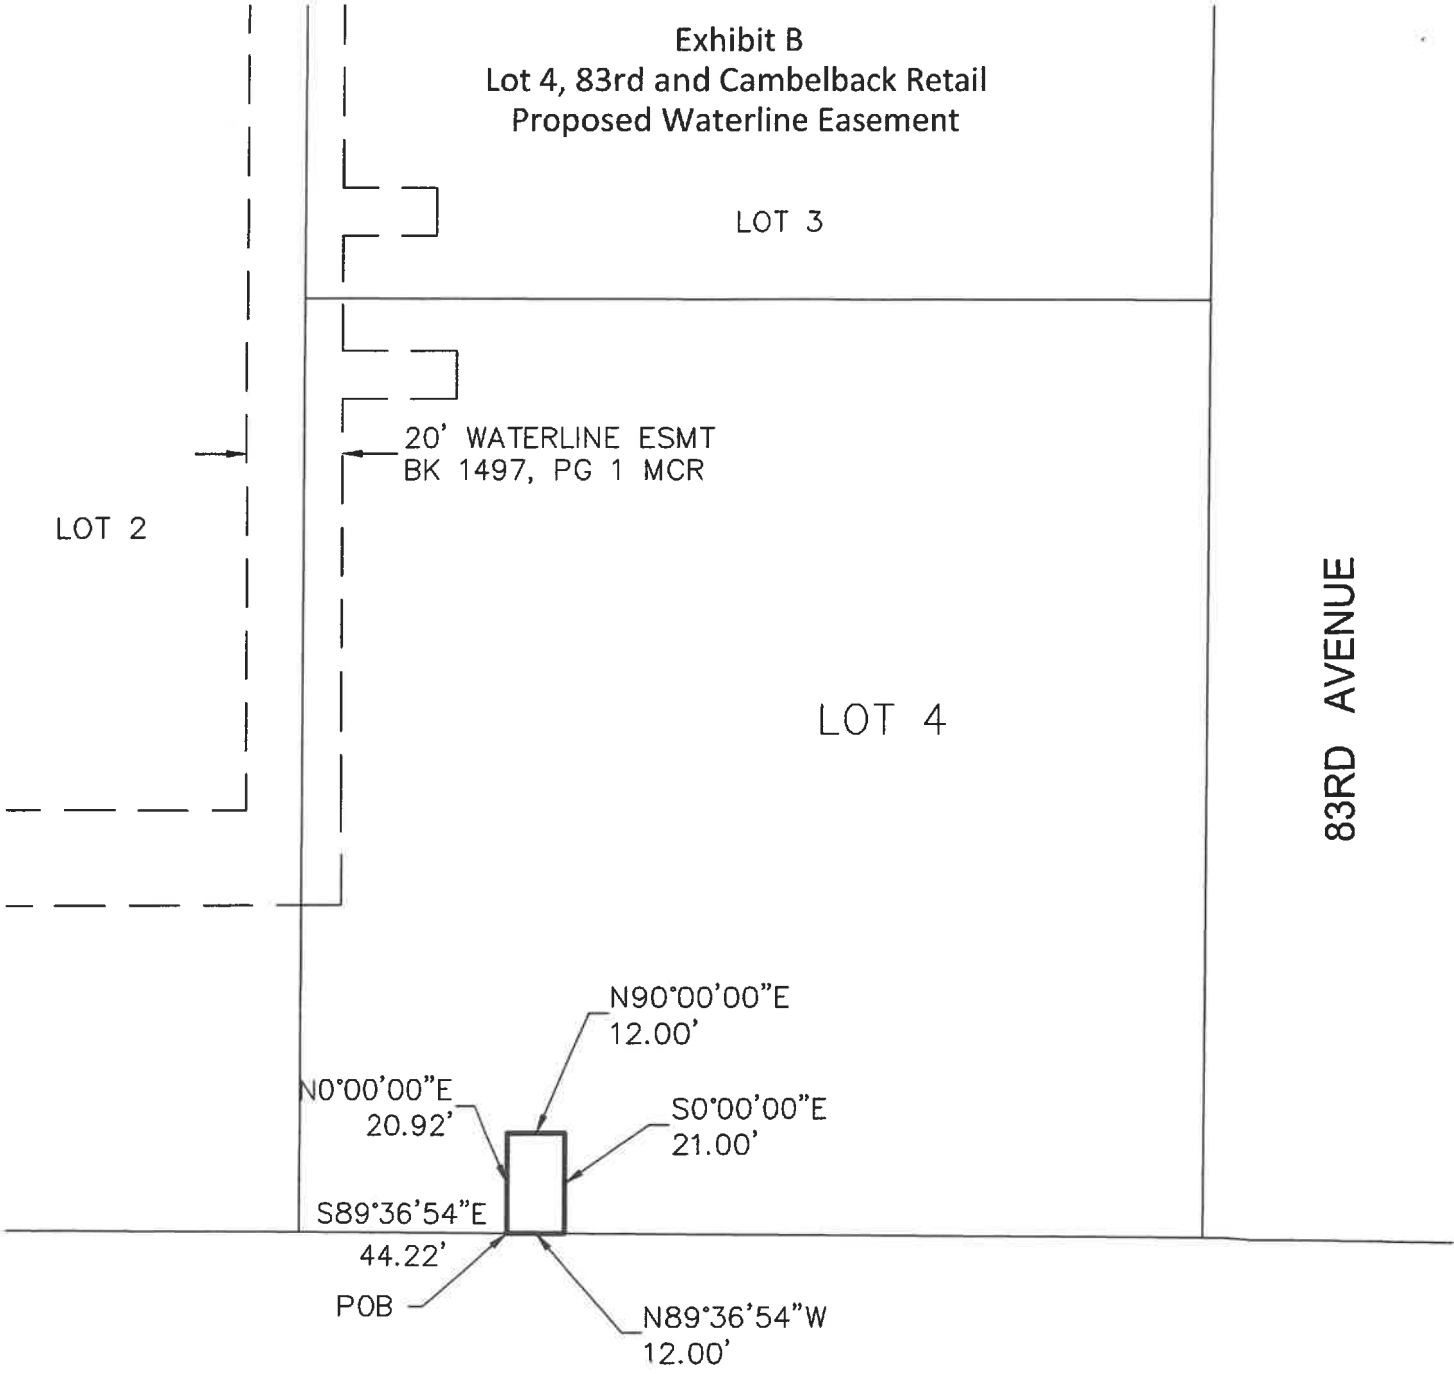 Exhibit B
Lot 4, 83rd and Cambelback Retail
Proposed Waterline Easement
LOT 3
20' WATERLINE ESMT
BK 1497, PG 1 MCR
LOT 2
83RD AVENUE
LOT 4
N90°00'00"E
12.00'
N0°00'00"E
20.92'
S0°00'00"E
21.00'
S89°36'54"E
44.22'
POB
N89°36'54"W
12.00'